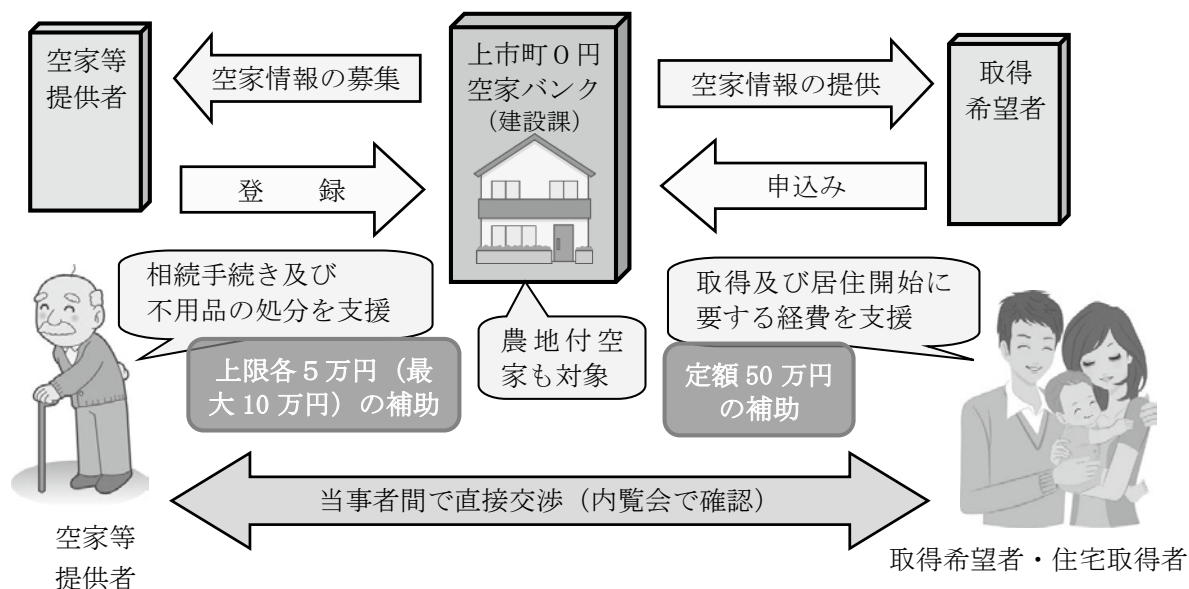 空家等
提供者
空家情報の募集
登　　録
上市町０円
空家バンク
（建設課）
空家情報の提供
申込み
取得
希望者
相続手続き及び
不用品の処分を支援
上限各５万円（最
大 10 万円）の補助
農地付空
家も対象
取得及び居住開始に
要する経費を支援
定額 50 万円
の補助
当事者間で直接交渉（内覧会で確認）
空家等
提供者
取得希望者・住宅取得者